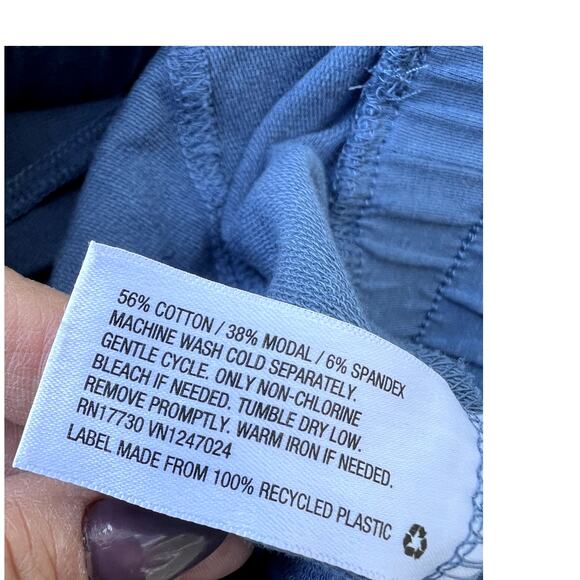 56% COTTON / 38% MODAL / 6% SPANDEX
MACHINE WASH COLD SEPARATELY.
GENTLE CYCLE. ONLY NON-CHLORINE
BLEACH IF NEEDED. TUMBLE DRY LOW.
REMOVE PROMPTLY. WARM IRON IF NEEDED.
RN17730 VN1247024
LABEL MADE FROM 100% RECYCLED PLASTIC